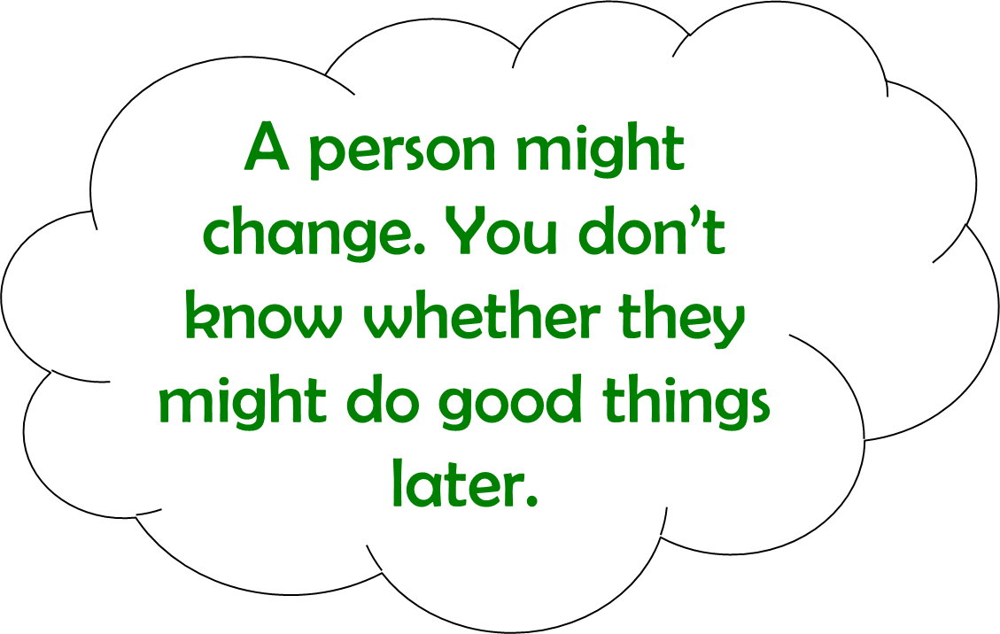 A person might
change. You don’t
know whether they
might do good things
later.